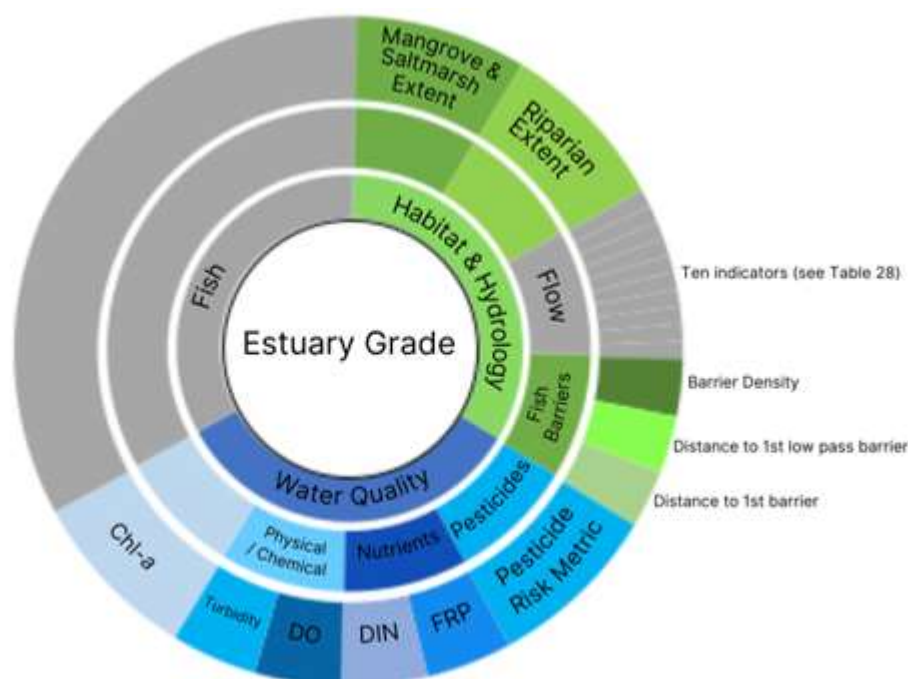 Mangrove &
Saltmarsh
Extent
Riparian
Extent
Habitat & Hydrology
Fish
Flow
Ten indicators (see Table 28)
Estuary Grade
Barrier Density
Fish
Barriers
Distance to 1st low pass barrier
Distance to 1st barrier
Water Quality
Pesticides
Nutrients
Physical
/ Chemical
Pesticide
Risk Metric
Chl-a
Turbidity
DO
DIN
FRP